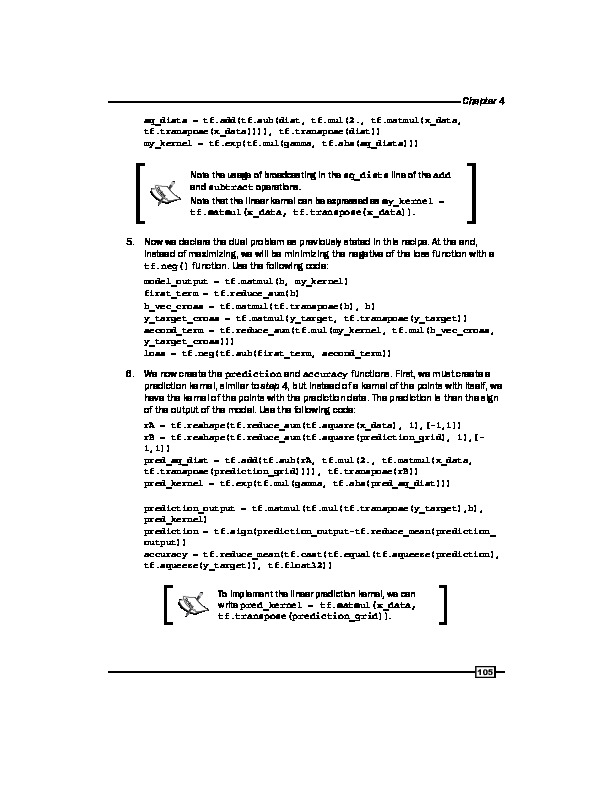 Chapter 4
sq_dists = tf.add(tf.sub(dist, tf.mul(2., tf.matmul(x_data,
tf.transpose(x_data)))), tf.transpose(dist))
my_kernel = tf.exp(tf.mul(gamma, tf.abs(sq_dists)))
Note the usage of broadcasting in the sq_dists line of the add
and subtract operations.
Note that the linear kernel can be expressed as my_kernel =
tf.matmul(x_data, tf.transpose(x_data)).
5. Now we declare the dual problem as previously stated in this recipe. At the end,
instead of maximizing, we will be minimizing the negative of the loss function with a
tf.neg() function. Use the following code:
model_output = tf.matmul(b, my_kernel)
first_term = tf.reduce_sum(b)
b_vec_cross = tf.matmul(tf.transpose(b), b)
y_target_cross = tf.matmul(y_target, tf.transpose(y_target))
second_term = tf.reduce_sum(tf.mul(my_kernel, tf.mul(b_vec_cross,
y_target_cross)))
loss = tf.neg(tf.sub(first_term, second_term))
6. We now create the prediction and accuracy functions. First, we must create a
prediction kernel, similar to step 4, but instead of a kernel of the points with itself, we
have the kernel of the points with the prediction data. The prediction is then the sign
of the output of the model. Use the following code:
rA = tf.reshape(tf.reduce_sum(tf.square(x_data), 1),[-1,1])
rB = tf.reshape(tf.reduce_sum(tf.square(prediction_grid), 1),[-
1,1])
pred_sq_dist = tf.add(tf.sub(rA, tf.mul(2., tf.matmul(x_data,
tf.transpose(prediction_grid)))), tf.transpose(rB))
pred_kernel = tf.exp(tf.mul(gamma, tf.abs(pred_sq_dist)))
prediction_output = tf.matmul(tf.mul(tf.transpose(y_target),b),
pred_kernel)
prediction = tf.sign(prediction_output-tf.reduce_mean(prediction_
output))
accuracy = tf.reduce_mean(tf.cast(tf.equal(tf.squeeze(prediction),
tf.squeeze(y_target)), tf.float32))
To implement the linear prediction kernel, we can
write pred_kernel = tf.matmul(x_data,
tf.transpose(prediction_grid)).
105